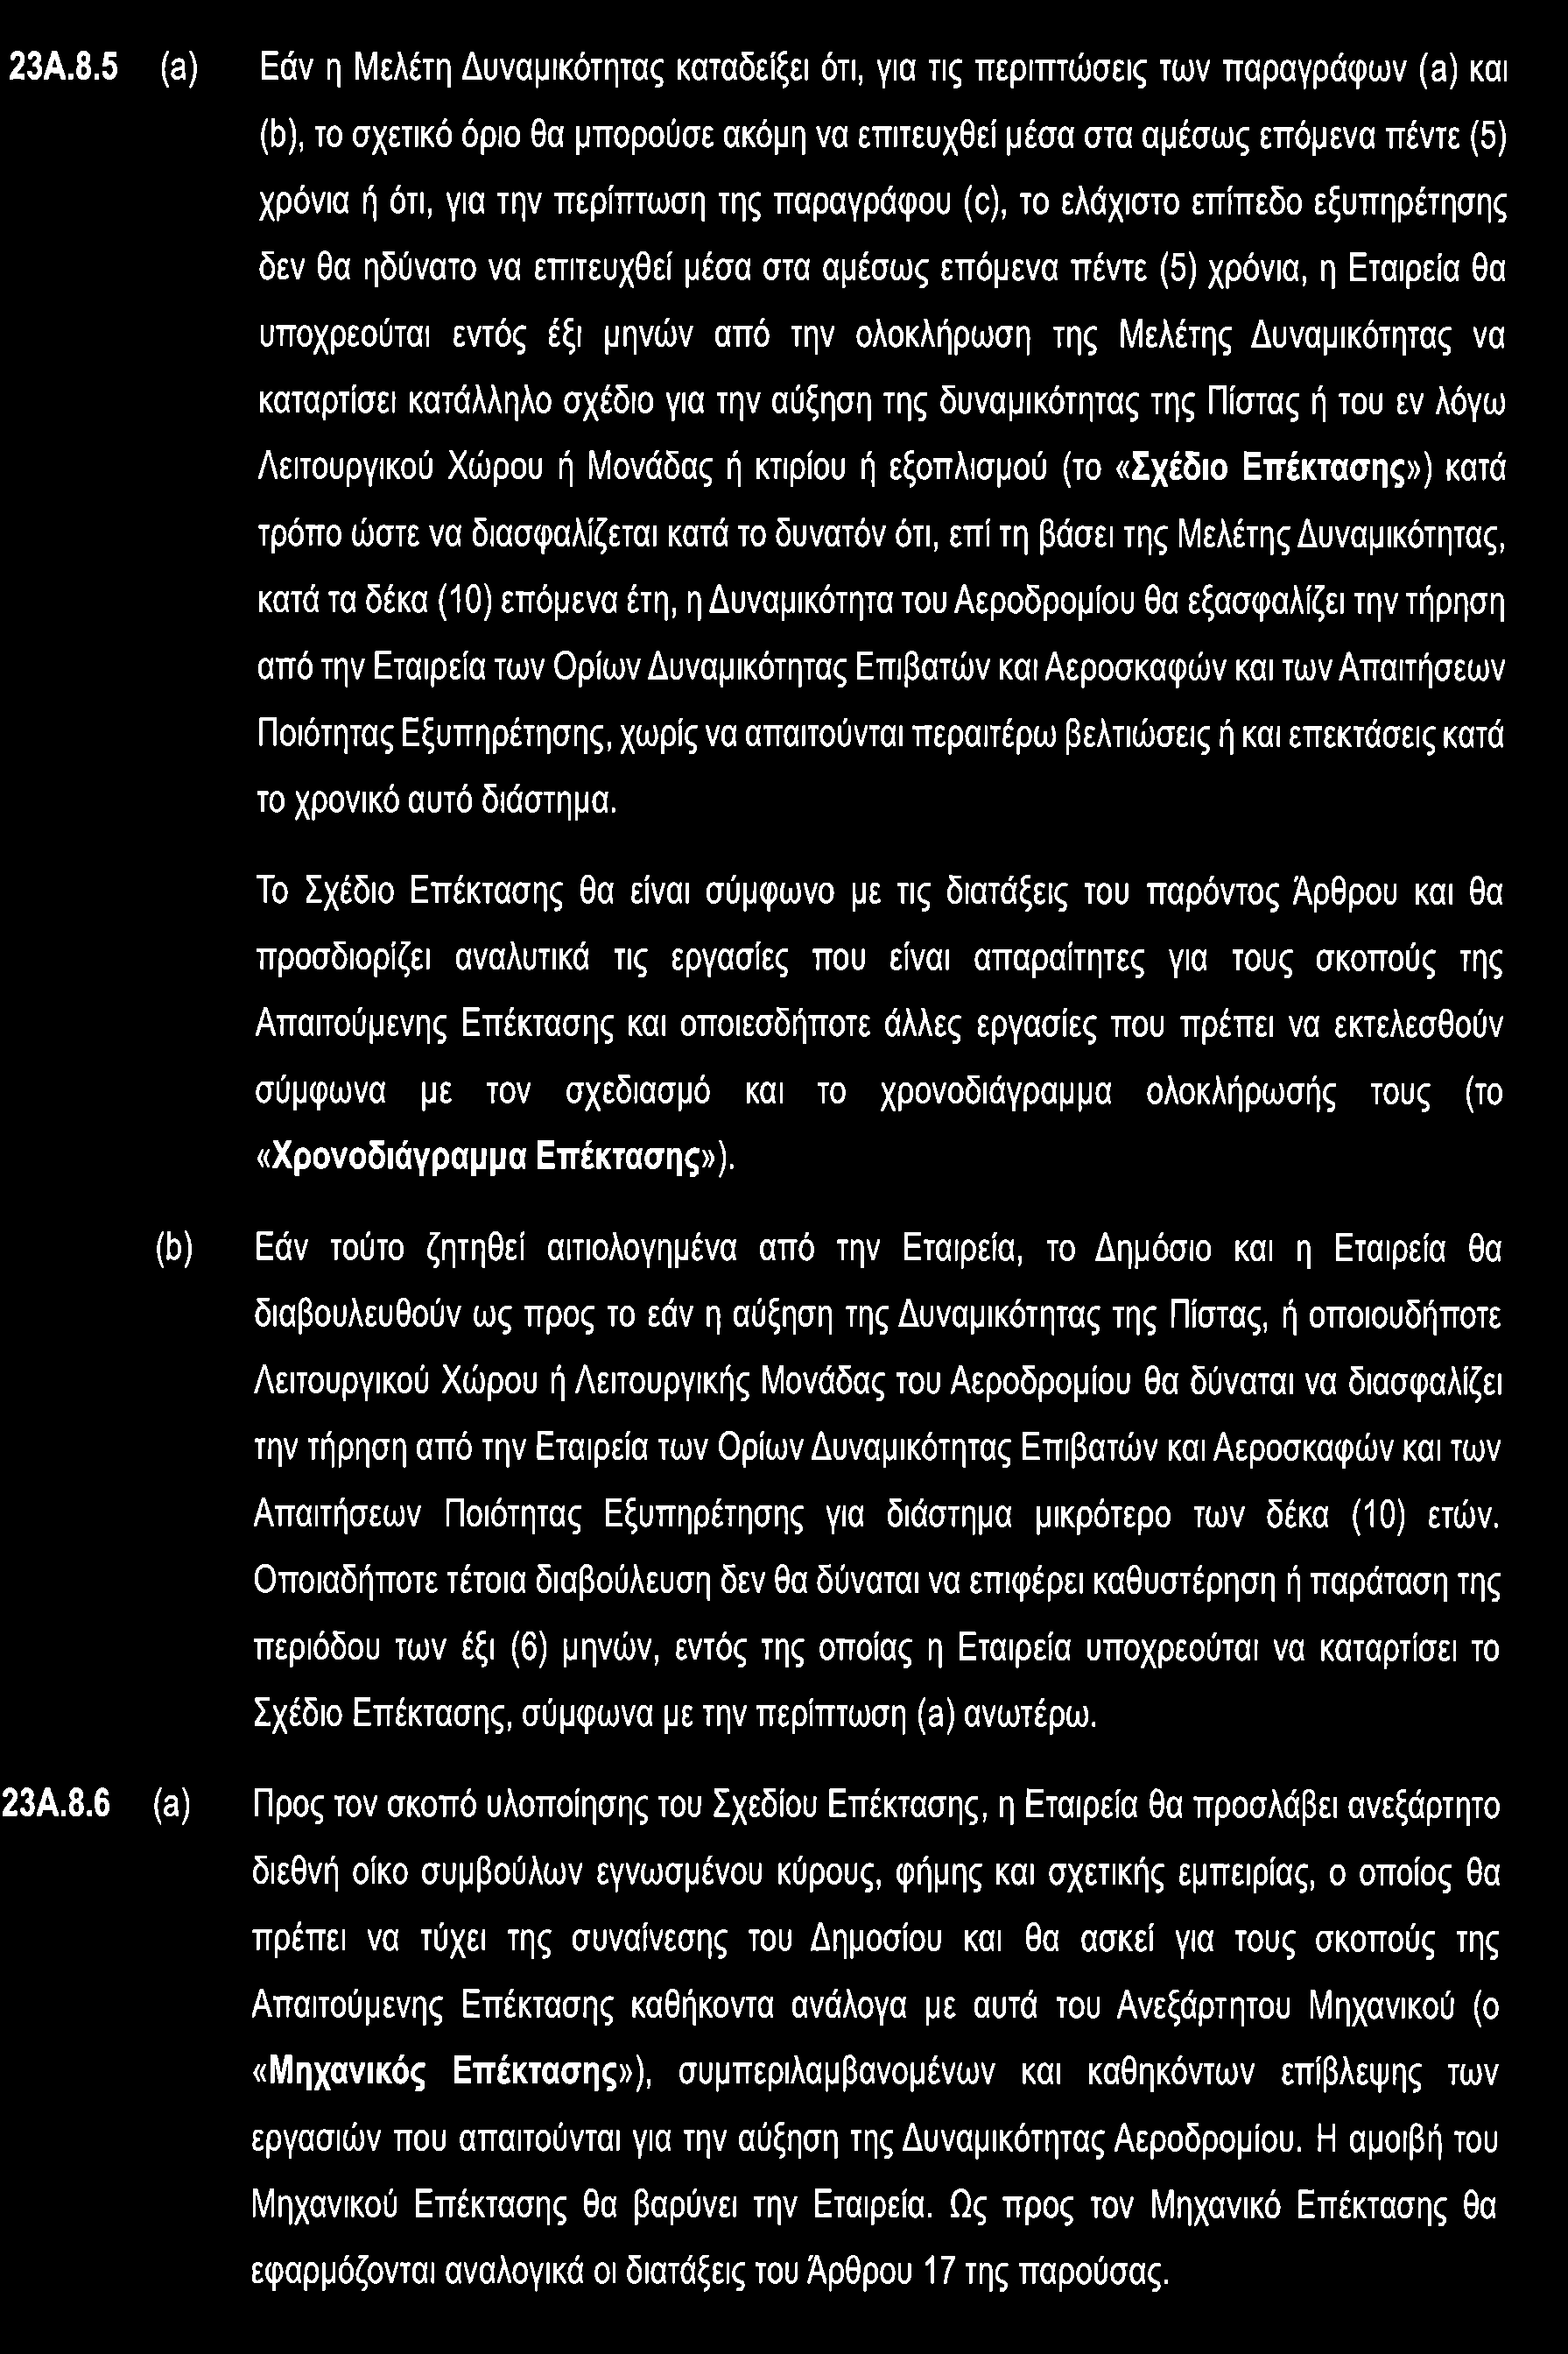 23Α.8.5 (a) Εάν η Μελέτη Δυναμικότητας καταδείξει ότι, για τις περιπτώσεις των παραγράφων (a) και
(b), το σχετικό όριο θα μπορούσε ακόμη να επιτευχθεί μέσα στα αμέσως επόμενα πέντε (5)
χρόνια ή ότι, για την περίπτωση της παραγράφου (c), το ελάχιστο επίπεδο εξυπηρέτησης
δεν θα ηδύνατο να επιτευχθεί μέσα στα αμέσως επόμενα πέντε (5) χρόνια, η Εταιρεία θα
υποχρεούται εντός έξι μηνών από την ολοκλήρωση της Μελέτης Δυναμικότητας να
καταρτίσει κατάλληλο σχέδιο για την αύξηση της δυναμικότητας της Πίστας ή του εν λόγω
Λειτουργικού Χώρου ή Μονάδας ή κτιρίου ή εξοπλισμού (το «Σχέδιο Επέκτασης») κατά
τρόπο ώστε να διασφαλίζεται κατά το δυνατόν ότι, επί τη βάσει της Μελέτης Δυναμικότητας,
κατά τα δέκα (10) επόμενα έτη, η Δυναμικότητα του Αεροδρομίου θα εξασφαλίζει την τήρηση
από την Εταιρεία των Ορίων Δυναμικότητας Επιβατών και Αεροσκαφών και των Απαιτήσεων
Ποιότητας Εξυπηρέτησης, χωρίς να απαιτούνται περαιτέρω βελτιώσεις ή και επεκτάσεις κατά
το χρονικό αυτό διάστημα.
Το Σχέδιο Επέκτασης θα είναι σύμφωνο με τις διατάξεις του παρόντος Άρθρου και θα
προσδιορίζει αναλυτικά τις εργασίες που είναι απαραίτητες για τους σκοπούς της
Απαιτούμενης Επέκτασης και οποιεσδήποτε άλλες εργασίες που πρέπει να εκτελεσθούν
σύμφωνα με τον σχεδιασμό και το χρονοδιάγραμμα ολοκλήρωσής τους (το
«Χρονοδιάγραμμα Επέκτασης»).
(b) Εάν τούτο ζητηθεί αιτιολογημένα από την Εταιρεία, το Δημόσιο και η Εταιρεία θα
διαβουλευθούν ως προς το εάν η αύξηση της Δυναμικότητας της Πίστας, ή οποιουδήποτε
Λειτουργικού Χώρου ή Λειτουργικής Μονάδας του Αεροδρομίου θα δύναται να διασφαλίζει
την τήρηση από την Εταιρεία των Ορίων Δυναμικότητας Επιβατών και Αεροσκαφών και των
Απαιτήσεων Ποιότητας Εξυπηρέτησης για διάστημα μικρότερο των δέκα (10) ετών.
Οποιαδήποτε τέτοια διαβούλευση δεν θα δύναται να επιφέρει καθυστέρηση ή παράταση της
περιόδου των έξι (6) μηνών, εντός της οποίας η Εταιρεία υποχρεούται να καταρτίσει το
Σχέδιο Επέκτασης, σύμφωνα με την περίπτωση (a) ανωτέρω.
23Α.8.6 (a) Προς τον σκοπό υλοποίησης του Σχεδίου Επέκτασης, η Εταιρεία θα προσλάβει ανεξάρτητο
διεθνή οίκο συμβούλων εγνωσμένου κύρους, φήμης και σχετικής εμπειρίας, ο οποίος θα
πρέπει να τύχει της συναίνεσης του Δημοσίου και θα ασκεί για τους σκοπούς της
Απαιτούμενης Επέκτασης καθήκοντα ανάλογα με αυτά του Ανεξάρτητου Μηχανικού (ο
«Μηχανικός Επέκτασης»), συμπεριλαμβανομένων και καθηκόντων επίβλεψης των
εργασιών που απαιτούνται για την αύξηση της Δυναμικότητας Αεροδρομίου. Η αμοιβή του
Μηχανικού Επέκτασης θα βαρύνει την Εταιρεία. Ως προς τον Μηχανικό Επέκτασης θα
εφαρμόζονται αναλογικά οι διατάξεις του Άρθρου 17 της παρούσας.